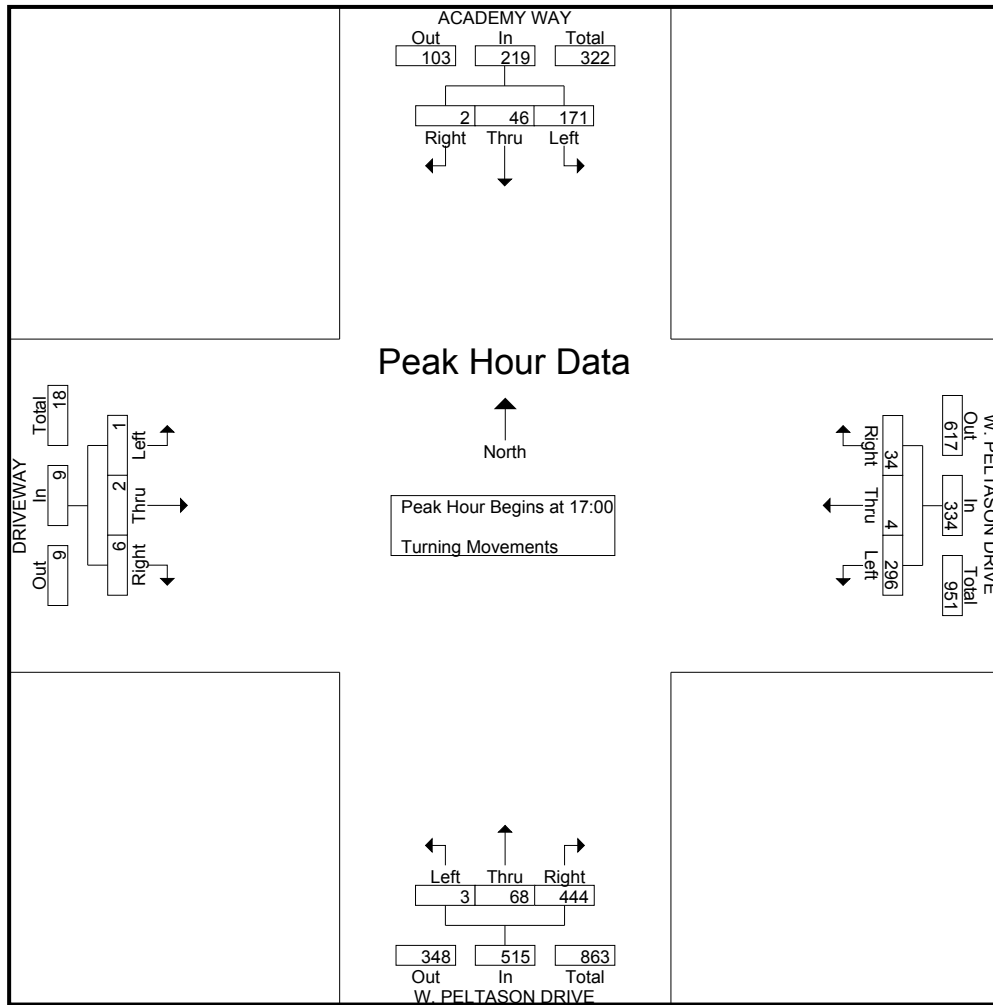 ACADEMY WAY
Out In Total
103 219 322
2 46 171
Right Thru Left
Peak Hour Data
North
Peak Hour Begins at 17:00
Turning Movements
DRIVEWAY
Total In Out
18 9 9
1 2 6
Left Thru Right
W. PELTASON DRIVE
Out In Total
617 334 951
34 4 296
Right Thru Left
Left Thru Right
3 68 444
348 515 863
Out In Total
W. PELTASON DRIVE